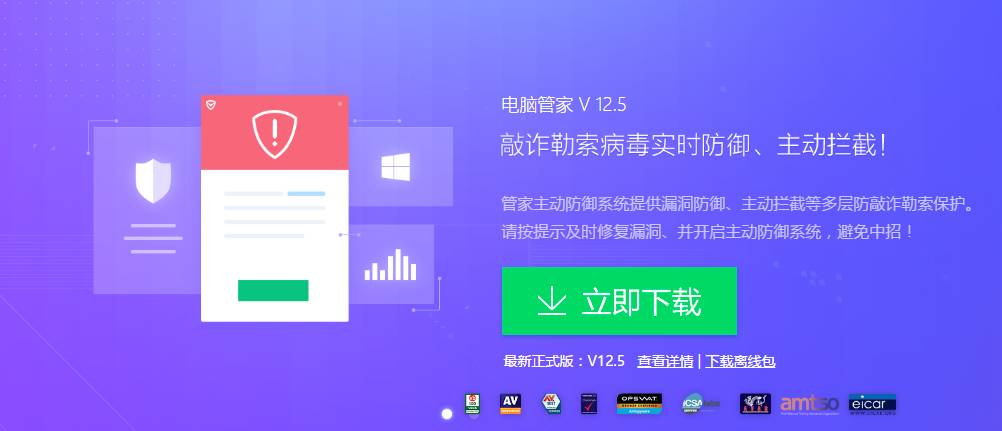 电脑管家 V 12.5
敲诈勒索病毒实时防御、主动拦截！
管家主动防御系统提供漏洞防御、主动拦截等多层防敲诈勒索保护。
请按提示及时修复漏洞、并开启主动防御系统，避免中招！
立即下载
最新正式版：V12.5 查看详情 | 下载离线包
AV OPSWAT. ICSA labs amtso eicar